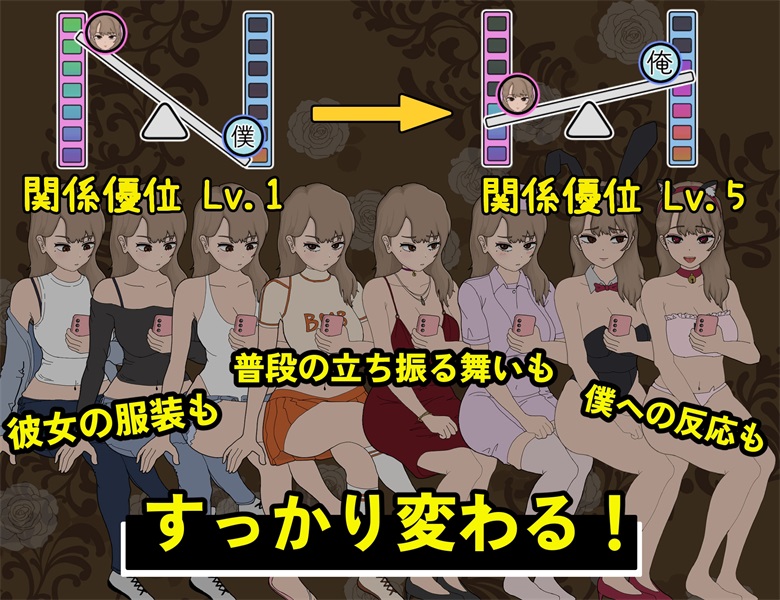 僕
俺
関係優位 Lv.1
関係優位 Lv.5
普段の立ち振る舞いも
彼女の服装も
僕への反応も
すっかり変わる！